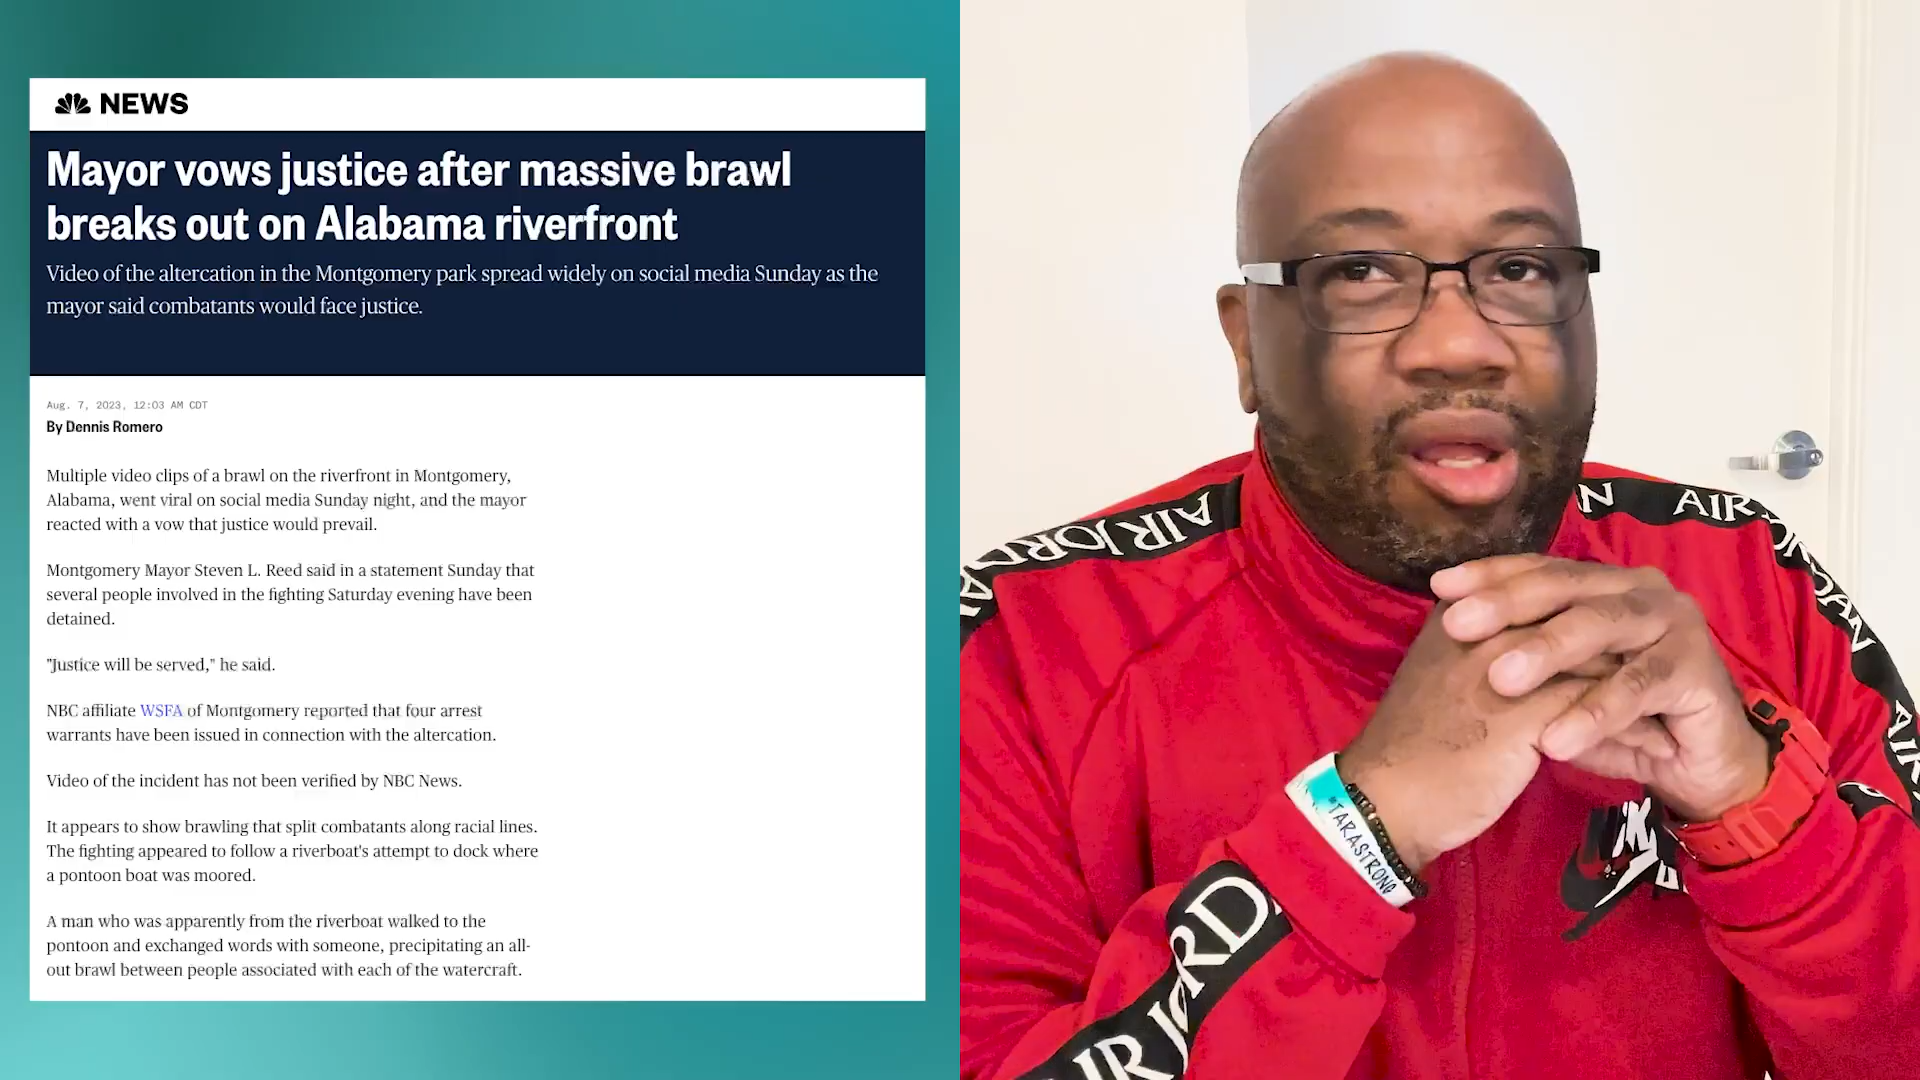 NEWS
Mayor vows justice after massive brawl
breaks out on Alabama riverfront
Video of the altercation in the Montgomery park spread widely on social media Sunday as the
mayor said combatants would face justice.
Aug. 7, 2023, 12:03 AM CDT
By Dennis Romero
Multiple video clips of a brawl on the riverfront in Montgomery,
Alabama, went viral on social media Sunday night, and the mayor
reacted with a vow that justice would prevail.
Montgomery Mayor Steven L. Reed said in a statement Sunday that
several people involved in the fighting Saturday evening have been
detained.
"Justice will be served," he said.
NBC affiliate WSFA of Montgomery reported that four arrest
warrants have been issued in connection with the altercation.
Video of the incident has not been verified by NBC News.
It appears to show brawling that split combatants along racial lines.
The fighting appeared to follow a riverboat's attempt to dock where
a pontoon boat was moored.
A man who was apparently from the riverboat walked to the
pontoon and exchanged words with someone, precipitating an all-
out brawl between people associated with each of the watercraft.
AIR JORDAN
AIR JORDAN
#TARASTRONG
AIR JORD